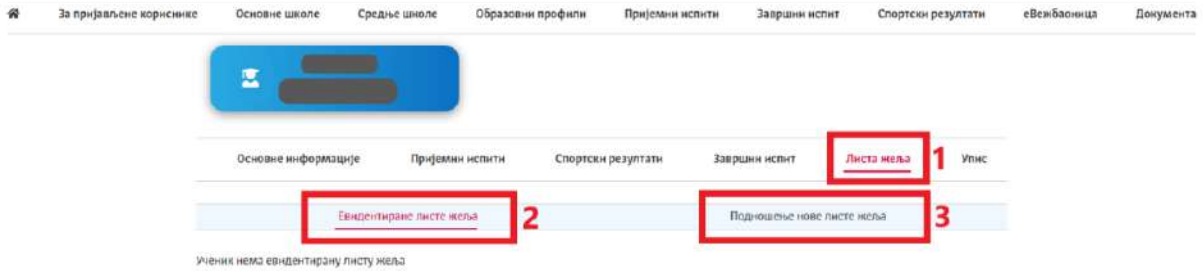 За пријављене кориснике Основне школе Средње школе Образовни профили Пријемни испити Завршни испит Спортски резултати еВежбаоница Документа
Основне информације Пријемни испити Спортски резултати Завршни испит Листа жеља 1 Упис
Евидентиране листе жеља 2 Подношење нове листе жеља 3
Ученик нема евидентирану листу жеља